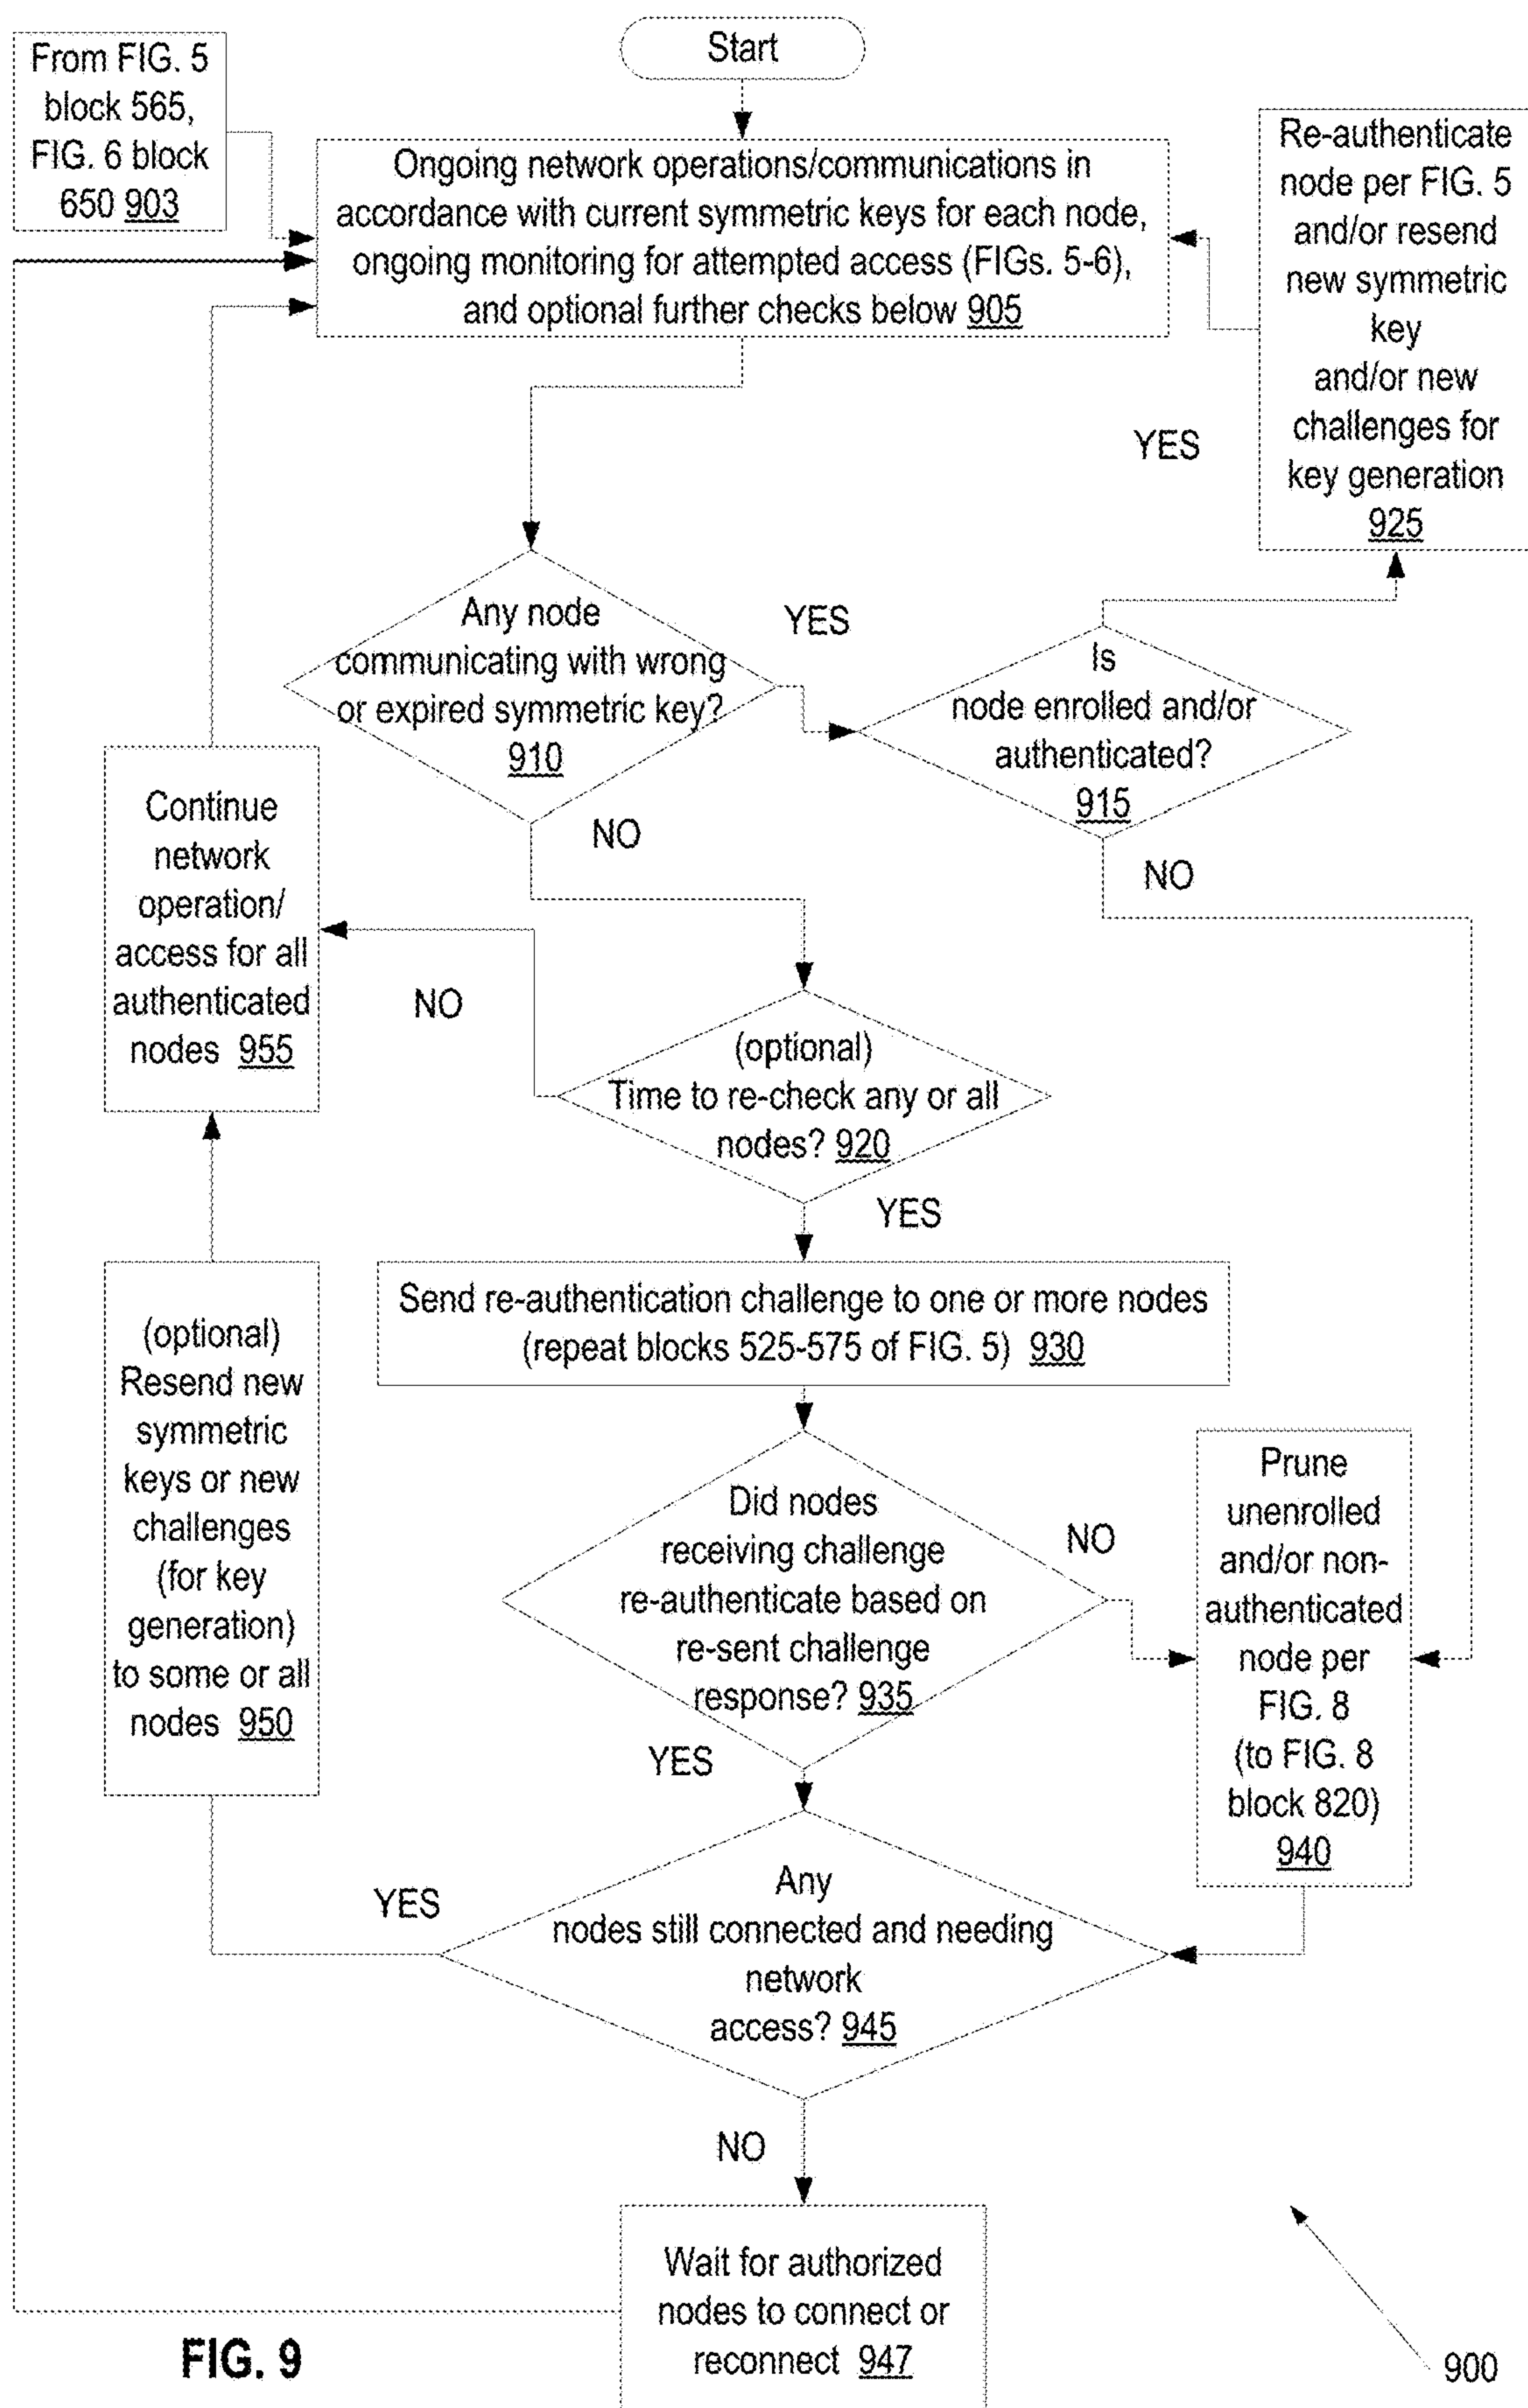 Start
From FIG. 5
block 565,
FIG. 6 block
650 903
Ongoing network operations/communications in
accordance with current symmetric keys for each node,
ongoing monitoring for attempted access (FIGs. 5-6),
and optional further checks below 905
Re-authenticate
node per FIG. 5
and/or resend
new symmetric
key
and/or new
challenges for
key generation
925
YES
Any node
communicating with wrong
or expired symmetric key?
910
YES
Is
node enrolled and/or
authenticated?
915
NO
NO
Continue
network
operation/
access for all
authenticated
nodes 955
NO
(optional)
Time to re-check any or all
nodes? 920
YES
Send re-authentication challenge to one or more nodes
(repeat blocks 525-575 of FIG. 5) 930
(optional)
Resend new
symmetric
keys or new
challenges
(for key
generation)
to some or all
nodes 950
Did nodes
receiving challenge
re-authenticate based on
re-sent challenge
response? 935
NO
Prune
unenrolled
and/or non-
authenticated
node per
FIG. 8
(to FIG. 8
block 820)
940
YES
Any
nodes still connected and needing
network
access? 945
YES
NO
Wait for authorized
nodes to connect or
reconnect 947
FIG. 9
900